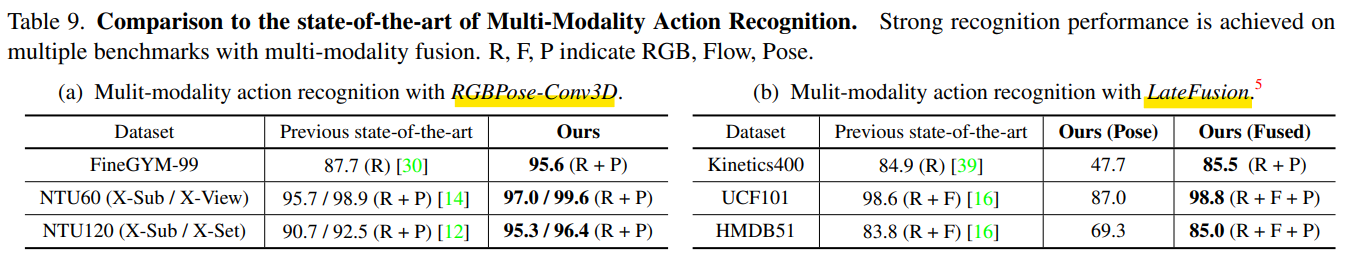 Table 9. Comparison to the state-of-the-art of Multi-Modality Action Recognition. Strong recognition performance is achieved on
multiple benchmarks with multi-modality fusion. R, F, P indicate RGB, Flow, Pose.
(a) Mulit-modality action recognition with RGBPose-Conv3D.
Dataset Previous state-of-the-art Ours
FineGYM-99 87.7 (R) [30] 95.6 (R + P)
NTU60 (X-Sub / X-View) 95.7 / 98.9 (R + P) [14] 97.0 / 99.6 (R + P)
NTU120 (X-Sub / X-Set) 90.7 / 92.5 (R + P) [12] 95.3 / 96.4 (R + P)
(b) Mulit-modality action recognition with LateFusion.5
Dataset Previous state-of-the-art Ours (Pose) Ours (Fused)
Kinetics400 84.9 (R) [39] 47.7 85.5 (R + P)
UCF101 98.6 (R + F) [16] 87.0 98.8 (R + F + P)
HMDB51 83.8 (R + F) [16] 69.3 85.0 (R + F + P)